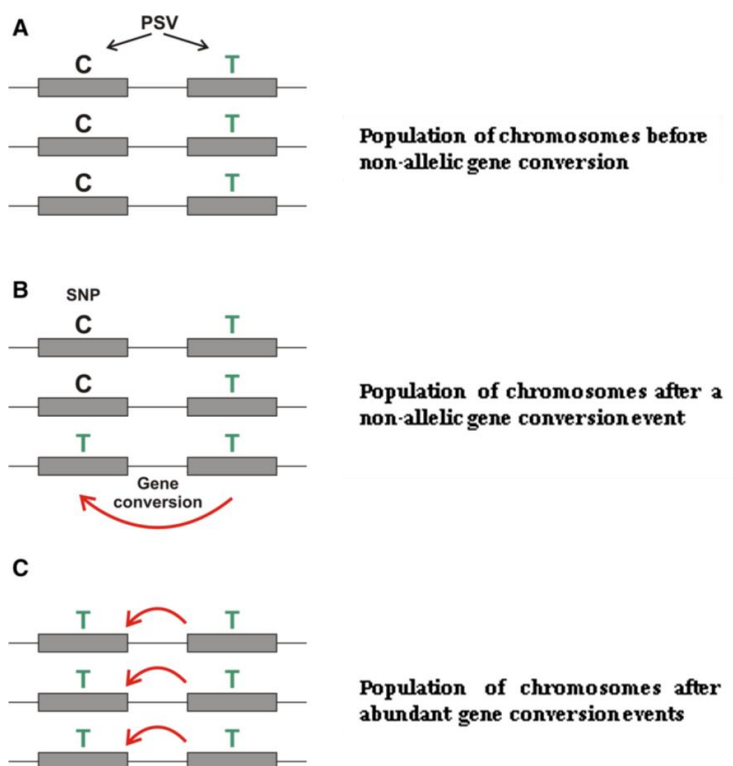 A
PSV
C T
C T
C T
Population of chromosomes before
non-allelic gene conversion
B
SNP
C T
C T
T T
Gene
conversion
Population of chromosomes after a
non-allelic gene conversion event
C
T T
T T
T T
Population of chromosomes after
abundant gene conversion events